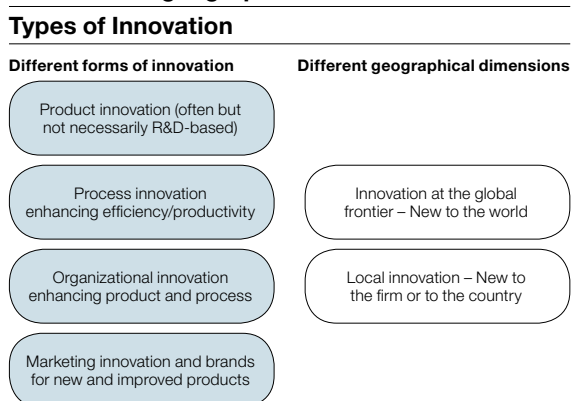 Types of Innovation
Different forms of innovation
Different geographical dimensions
Product innovation (often but
not necessarily R&D-based)
Process innovation
enhancing efficiency/productivity
Innovation at the global
frontier – New to the world
Organizational innovation
enhancing product and process
Local innovation – New to
the firm or to the country
Marketing innovation and brands
for new and improved products